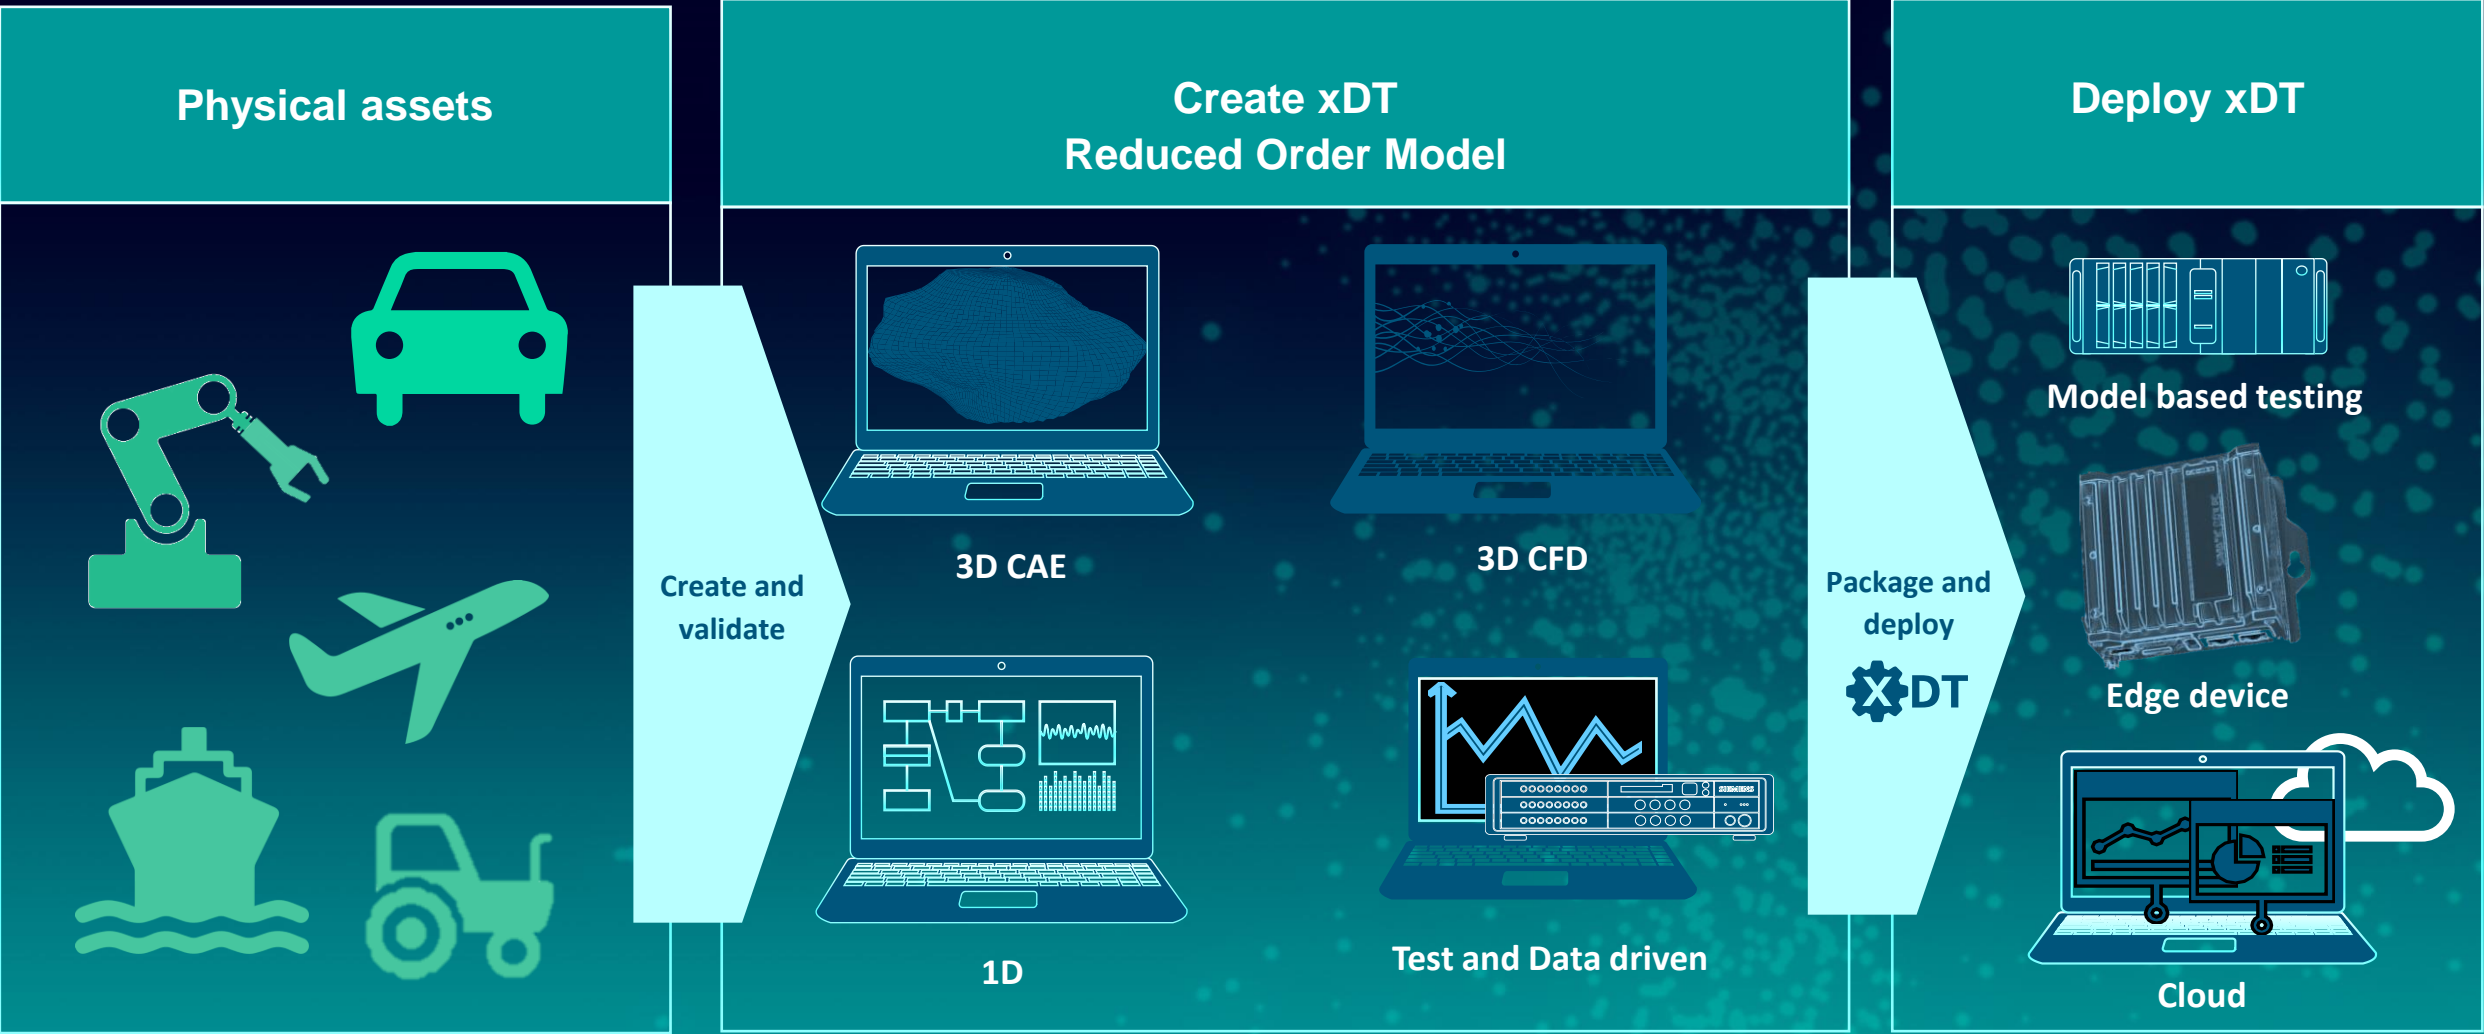 Physical assets
Create xDT
Reduced Order Model
Deploy xDT
Create and
validate
3D CAE
3D CFD
1D
SIEMENS
Test and Data driven
Package and
deploy
XDT
Model based testing
Edge device
Cloud